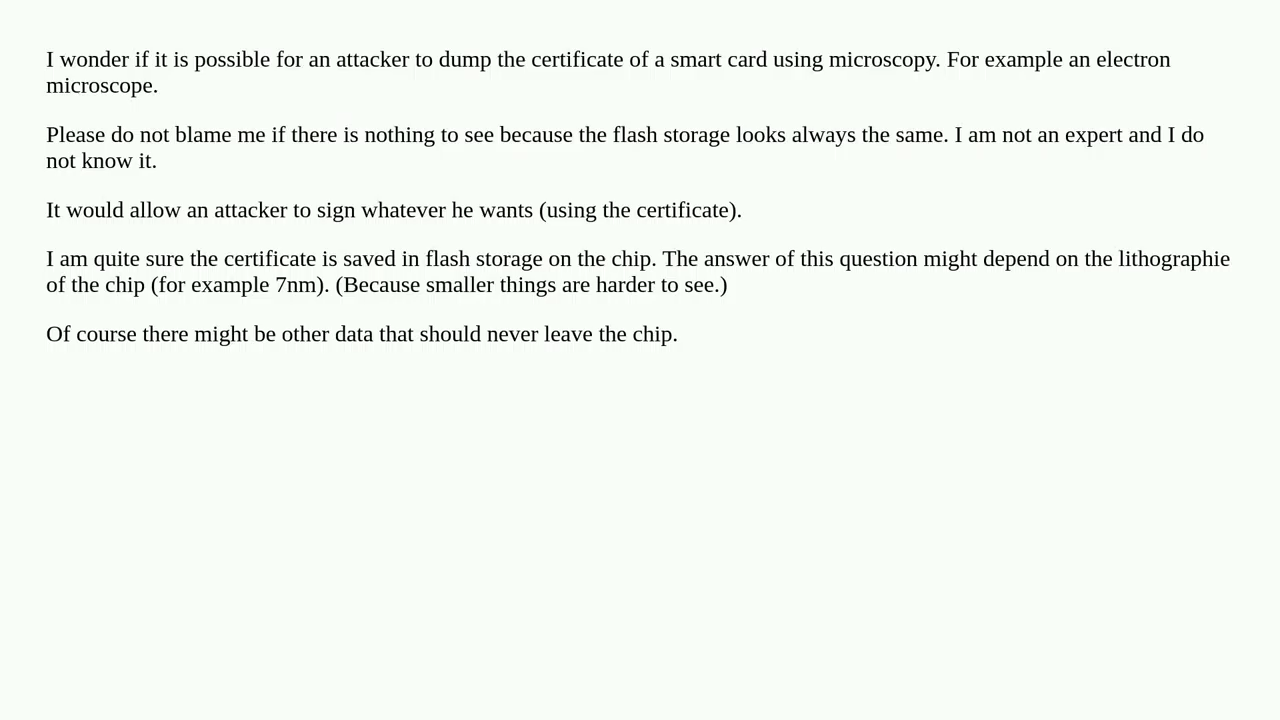 I wonder if it is possible for an attacker to dump the certificate of a smart card using microscopy. For example an electron
microscope.
Please do not blame me if there is nothing to see because the flash storage looks always the same. I am not an expert and I do
not know it.
It would allow an attacker to sign whatever he wants (using the certificate).
I am quite sure the certificate is saved in flash storage on the chip. The answer of this question might depend on the lithographie
of the chip (for example 7nm). (Because smaller things are harder to see.)
Of course there might be other data that should never leave the chip.